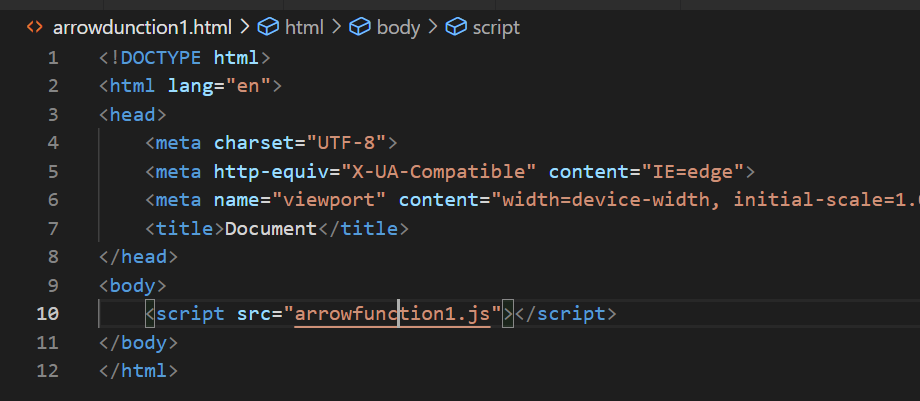 <> arrowdunction1.html > html > body > script
1 <!DOCTYPE html>
2 <html lang="en">
3 <head>
4 <meta charset="UTF-8">
5 <meta http-equiv="X-UA-Compatible" content="IE=edge">
6 <meta name="viewport" content="width=device-width, initial-scale=1.
7 <title>Document</title>
8 </head>
9 <body>
10 <script src="arrowfunction1.js"></script>
11 </body>
12 </html>